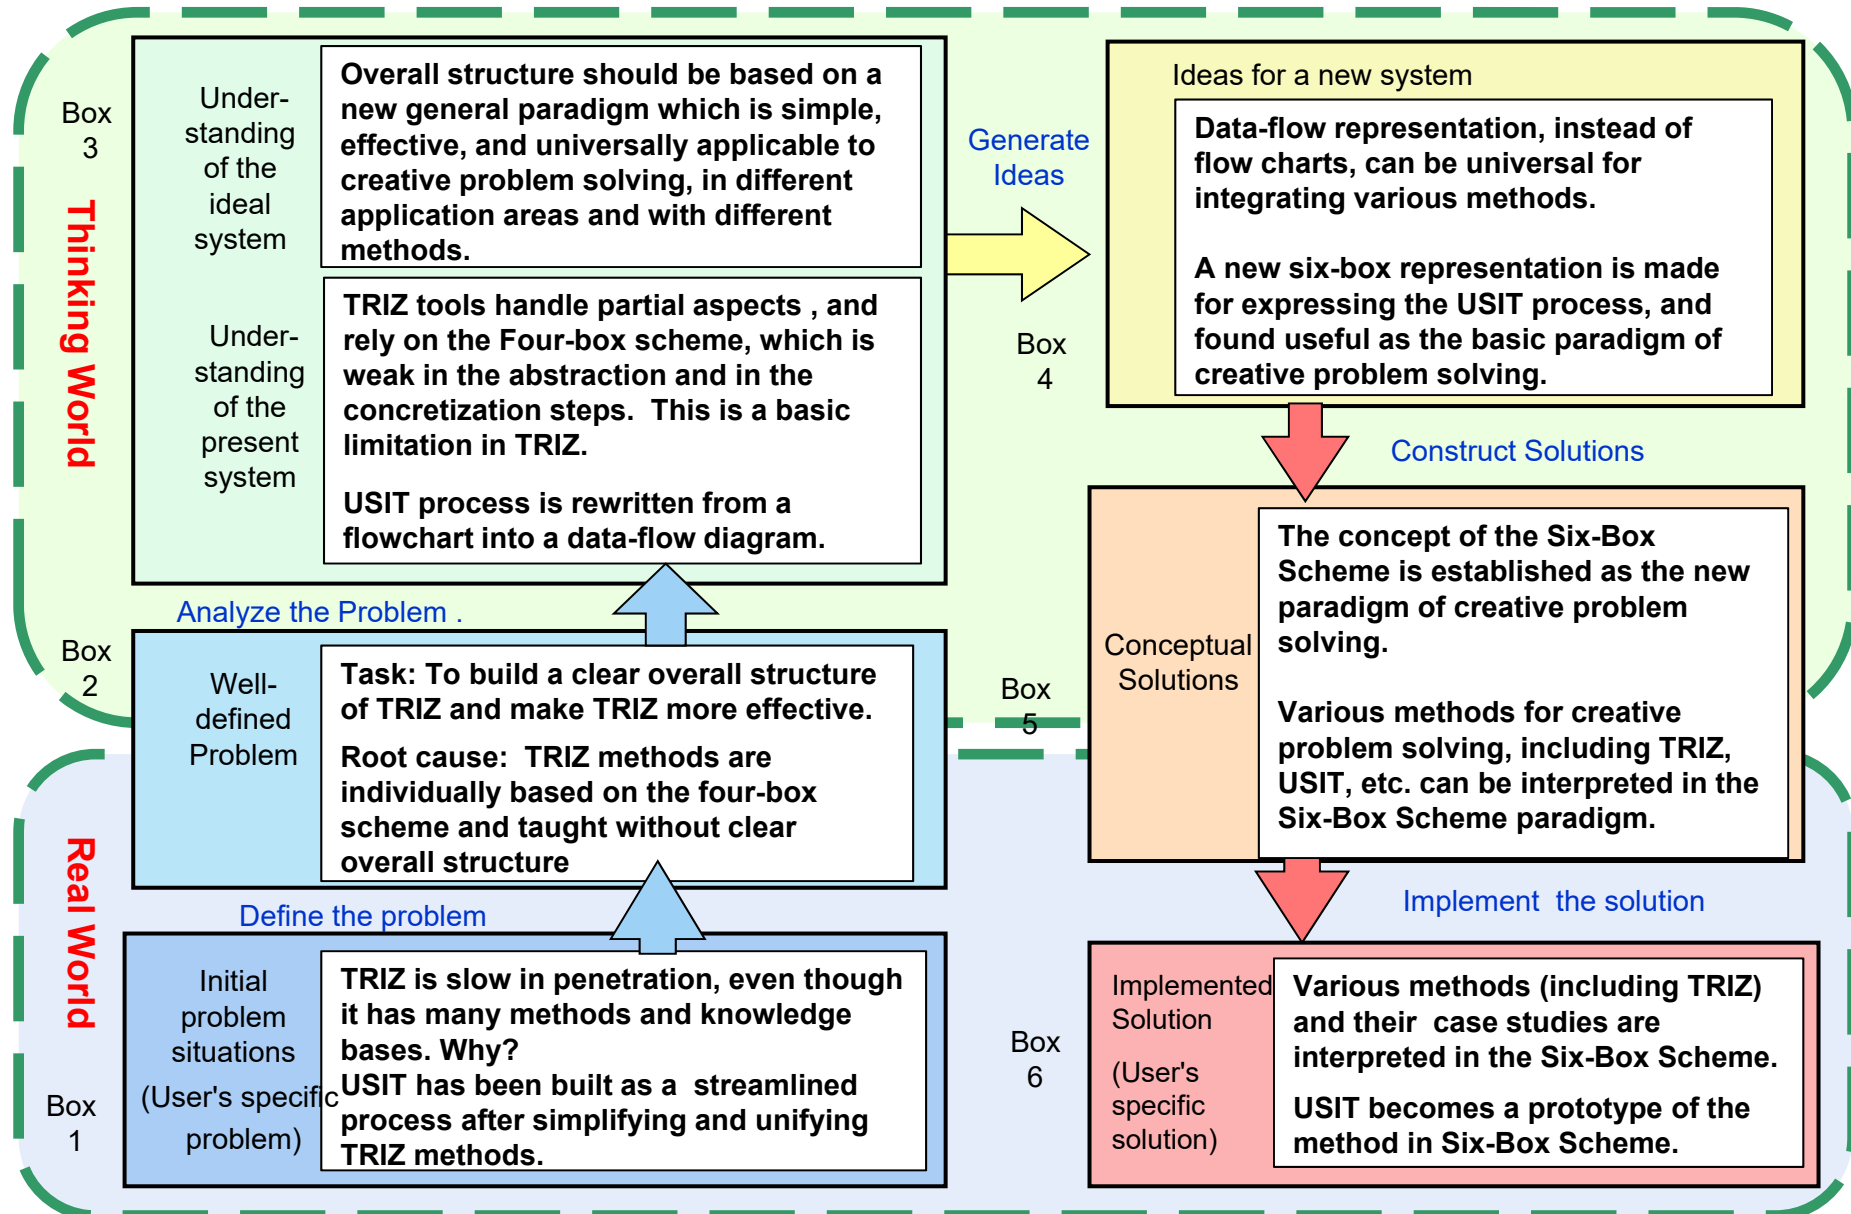 Box
3
Under-
standing
of the
ideal
system
Overall structure should be based on a
new general paradigm which is simple,
effective, and universally applicable to
creative problem solving, in different
application areas and with different
methods.
Thinking World
Under-
standing
of the
present
system
TRIZ tools handle partial aspects , and
rely on the Four-box scheme, which is
weak in the abstraction and in the
concretization steps.  This is a basic
limitation in TRIZ.
USIT process is rewritten from a
flowchart into a data-flow diagram.
Generate
Ideas
Box
4
Ideas for a new system
Data-flow representation, instead of
flow charts, can be universal for
integrating various methods.
A new six-box representation is made
for expressing the USIT process, and
found useful as the basic paradigm of
creative problem solving.
Construct Solutions
Analyze the Problem .
Box
2
Well-
defined
Problem
Task: To build a clear overall structure
of TRIZ and make TRIZ more effective.
Root cause:  TRIZ methods are
individually based on the four-box
scheme and taught without clear
overall structure
Box
5
Conceptual
Solutions
The concept of the Six-Box
Scheme is established as the new
paradigm of creative problem
solving.
Various methods for creative
problem solving, including TRIZ,
USIT, etc. can be interpreted in the
Six-Box Scheme paradigm.
Real World
Define the problem
Implement  the solution
Box
1
Initial
problem
situations
(User's specific
problem)
TRIZ is slow in penetration, even though
it has many methods and knowledge
bases. Why?
USIT has been built as a  streamlined
process after simplifying and unifying
TRIZ methods.
Box
6
Implemented
Solution
(User's
specific
solution)
Various methods (including TRIZ)
and their  case studies are
interpreted in the Six-Box Scheme.
USIT becomes a prototype of the
method in Six-Box Scheme.